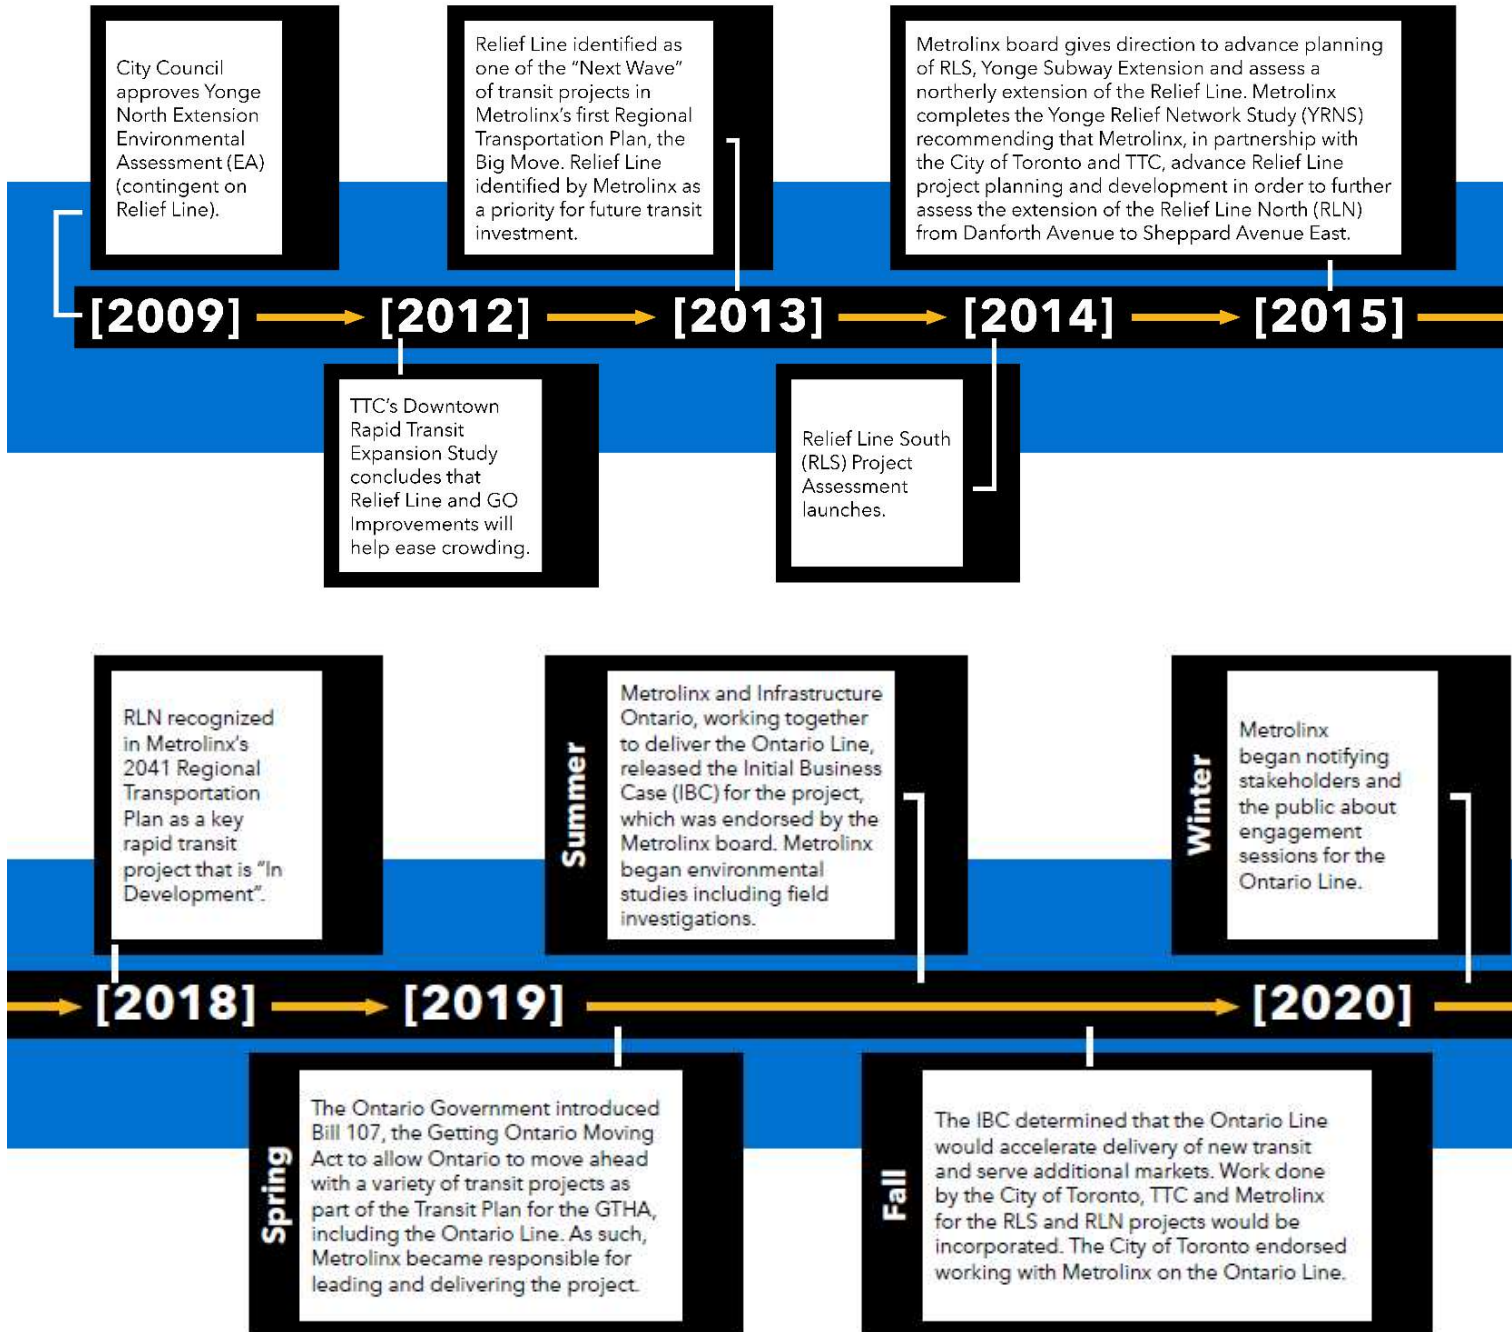 City Council
approves Yonge
North Extension
Environmental
Assessment (EA)
(contingent on
Relief Line).
Relief Line identified as
one of the “Next Wave”
of transit projects in
Metrolinx’s first Regional
Transportation Plan, the
Big Move. Relief Line
identified by Metrolinx as
a priority for future transit
investment.
Metrolinx board gives direction to advance planning
of RLS, Yonge Subway Extension and assess a
northerly extension of the Relief Line. Metrolinx
completes the Yonge Relief Network Study (YRNS)
recommending that Metrolinx, in partnership with
the City of Toronto and TTC, advance Relief Line
project planning and development in order to further
assess the extension of the Relief Line North (RLN)
from Danforth Avenue to Sheppard Avenue East.
[2009] [2012] [2013] [2014] [2015]
TTC’s Downtown
Rapid Transit
Expansion Study
concludes that
Relief Line and GO
Improvements will
help ease crowding.
Relief Line South
(RLS) Project
Assessment
launches.
RLN recognized
in Metrolinx’s
2041 Regional
Transportation
Plan as a key
rapid transit
project that is “In
Development”.
Summer
Metrolinx and Infrastructure
Ontario, working together
to deliver the Ontario Line,
released the Initial Business
Case (IBC) for the project,
which was endorsed by the
Metrolinx board. Metrolinx
began environmental
studies including field
investigations.
Winter
Metrolinx
began notifying
stakeholders and
the public about
engagement
sessions for the
Ontario Line.
[2018] [2019] [2020]
Spring
The Ontario Government introduced
Bill 107, the Getting Ontario Moving
Act to allow Ontario to move ahead
with a variety of transit projects as
part of the Transit Plan for the GTHA,
including the Ontario Line. As such,
Metrolinx became responsible for
leading and delivering the project.
Fall
The IBC determined that the Ontario Line
would accelerate delivery of new transit
and serve additional markets. Work done
by the City of Toronto, TTC and Metrolinx
for the RLS and RLN projects would be
incorporated. The City of Toronto endorsed
working with Metrolinx on the Ontario Line.